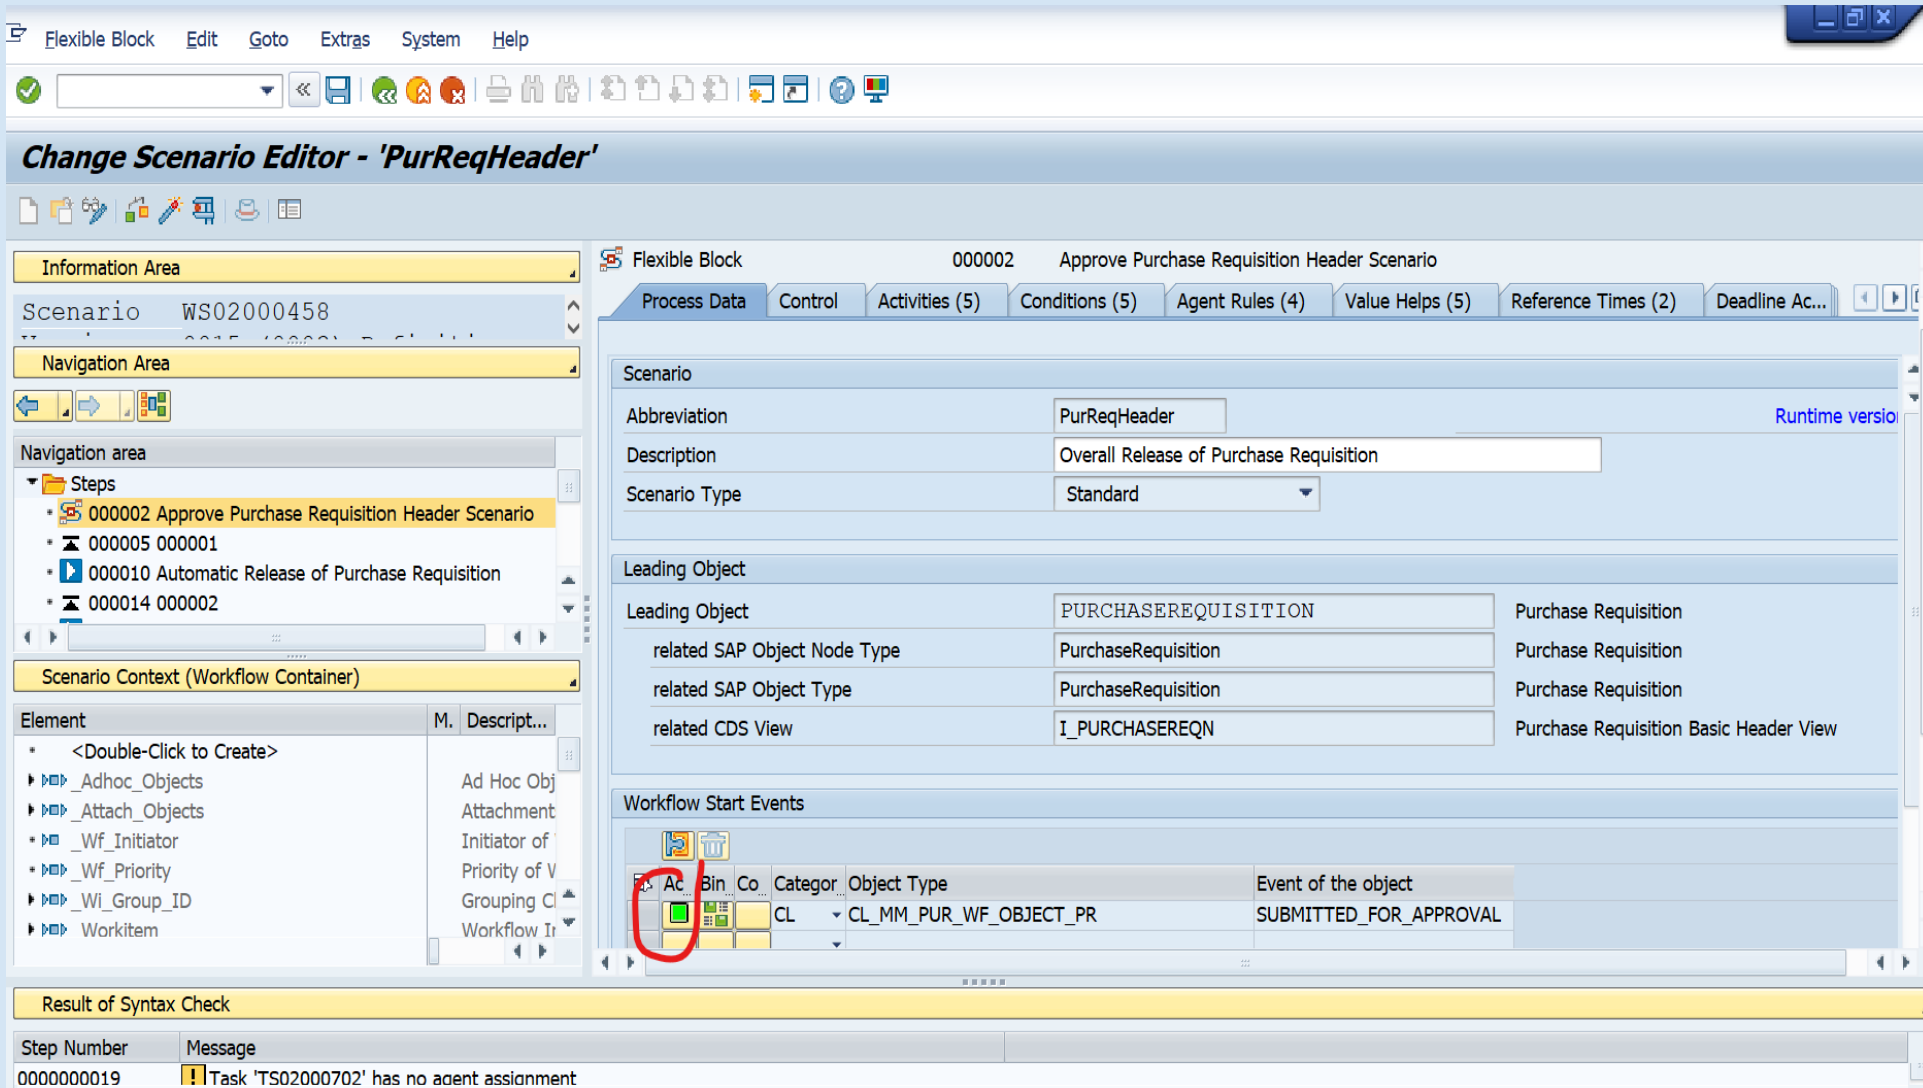 Flexible Block Edit Goto Extras System Help
Change Scenario Editor - 'PurReqHeader'
Information Area
Scenario WS02000458
Navigation Area
Navigation area
Steps
000002 Approve Purchase Requisition Header Scenario
000005 000001
000010 Automatic Release of Purchase Requisition
000014 000002
Scenario Context (Workflow Container)
Element M. Descript...
<Double-Click to Create>
_Adhoc_Objects Ad Hoc Obj
_Attach_Objects Attachment
_Wf_Initiator Initiator of
_Wf_Priority Priority of W
_Wi_Group_ID Grouping C
Workitem Workflow Ir
Flexible Block 000002 Approve Purchase Requisition Header Scenario
Process Data Control Activities (5) Conditions (5) Agent Rules (4) Value Helps (5) Reference Times (2) Deadline Ac...
Scenario
Abbreviation PurReqHeader Runtime version
Description Overall Release of Purchase Requisition
Scenario Type Standard
Leading Object
Leading Object PURCHASEREQUISITION Purchase Requisition
related SAP Object Node Type PurchaseRequisition Purchase Requisition
related SAP Object Type PurchaseRequisition Purchase Requisition
related CDS View I_PURCHASEREQN Purchase Requisition Basic Header View
Workflow Start Events
Ac.. Bin.. Co.. Categor.. Object Type Event of the object
CL CL_MM_PUR_WF_OBJECT_PR SUBMITTED_FOR_APPROVAL
Result of Syntax Check
Step Number Message
0000000019 Task 'TS02000702' has no agent assignment